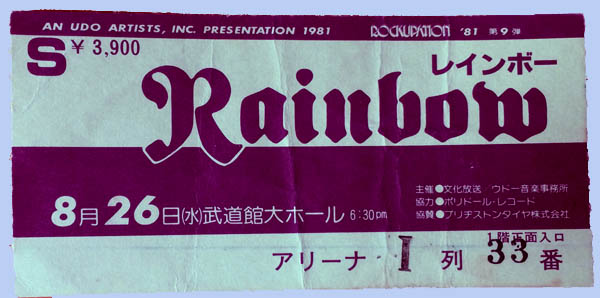 AN UDO ARTISTS, INC. PRESENTATION 1981 ROCKUPATION '81 第9弾
S ¥3,900
レインボー
Rainbow
主催●文化放送/ウドー音楽事務所
協力●ポリドール・レコード
協賛●ブリヂストンタイヤ株式会社
8月26日(水)武道館大ホール 6:30pm
1階正面入口
アリーナ 1 列 33 番